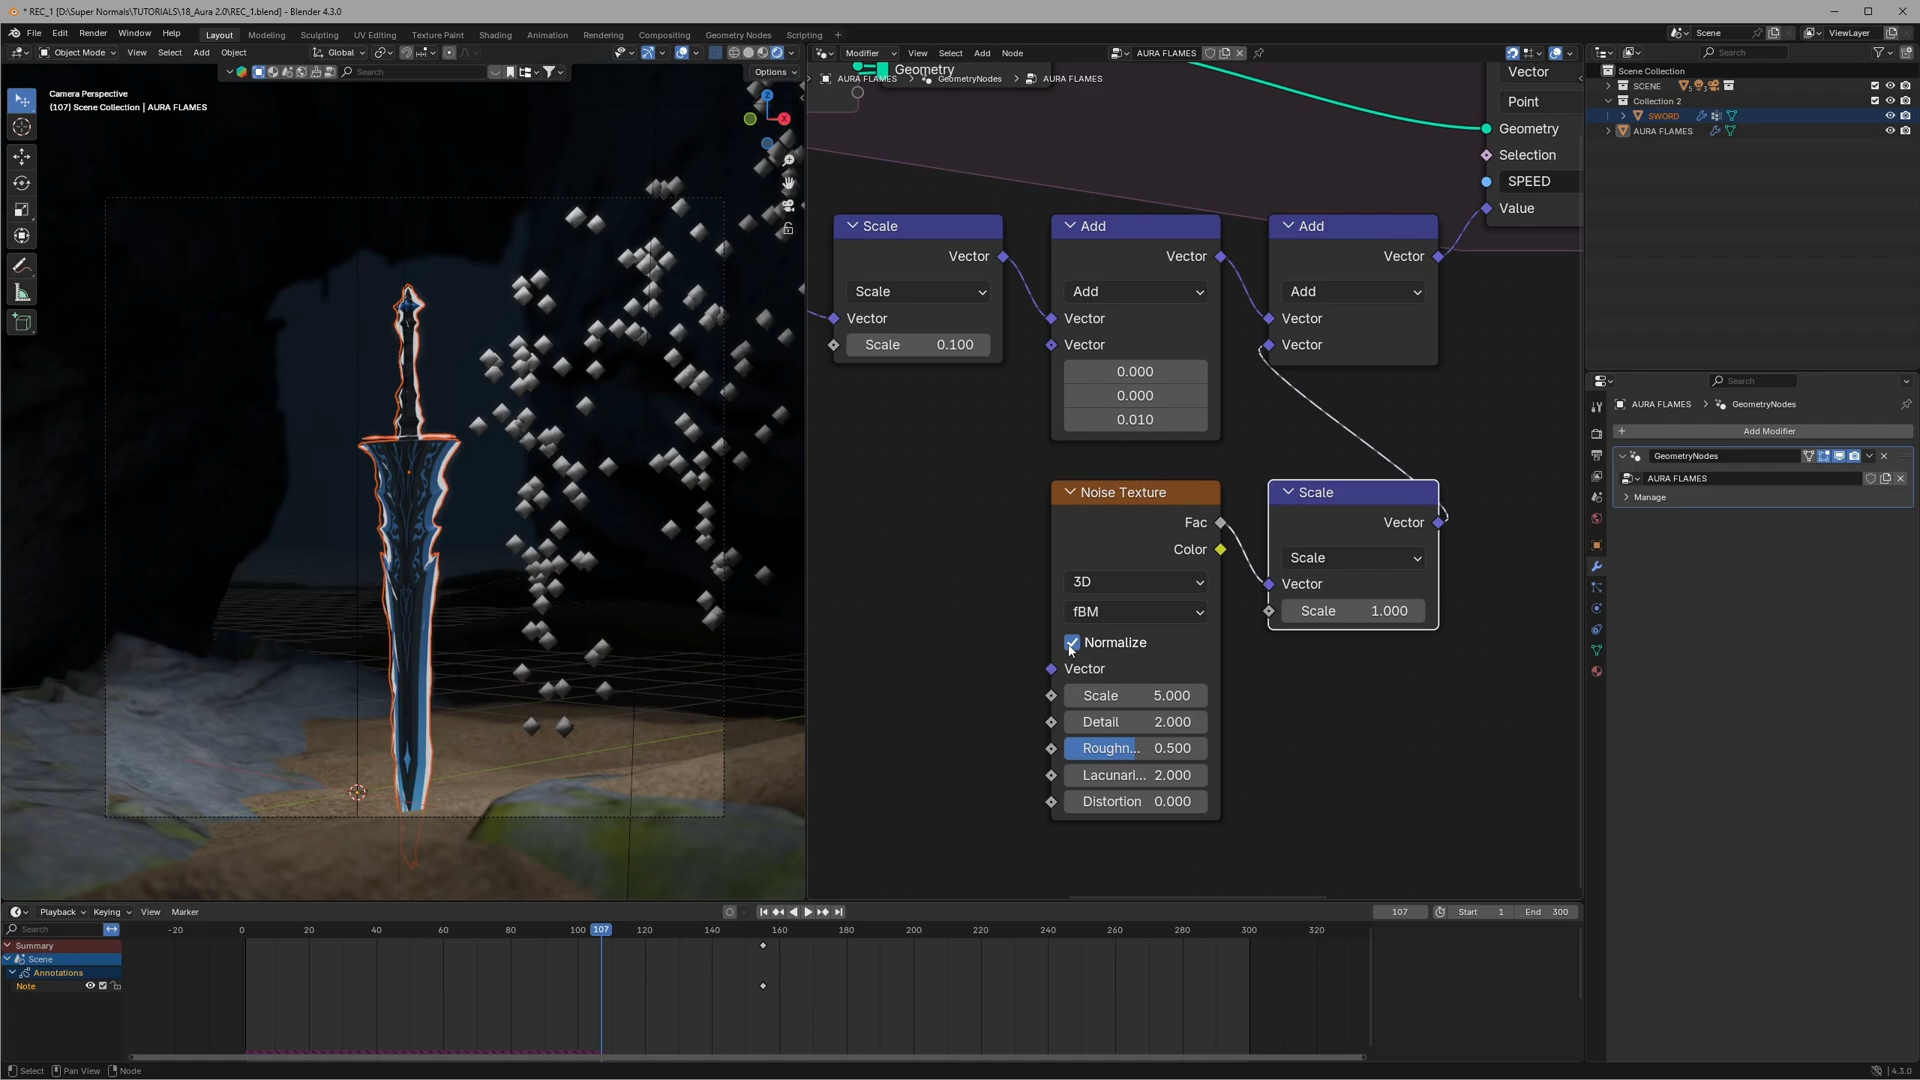 * REC_1 [D:\Super Normals\TUTORIALS\18_Aura 2.0\REC_1.blend] - Blender 4.3.0
File Edit Render Window Help Layout Modeling Sculpting UV Editing Texture Paint Shading Animation Rendering Compositing Geometry Nodes Scripting
Scene ViewLayer
Object Mode View Select Add Object Global
Search Options
Camera Perspective
(107) Scene Collection | AURA FLAMES
Z
X
Modifier View Select Add Node AURA FLAMES
AURA FLAMES GeometryNodes AURA FLAMES
Geometry
Vector
Point
Geometry
Selection
SPEED
Value
Scale
Vector
Scale
Vector
Scale 0.100
Add
Vector
Add
Vector
Vector
0.000
0.000
0.010
Add
Vector
Add
Vector
Vector
Noise Texture
Fac
Color
3D
fBM
Normalize
Vector
Scale 5.000
Detail 2.000
Roughn... 0.500
Lacunari... 2.000
Distortion 0.000
Scale
Vector
Scale
Vector
Scale 1.000
Search
Scene Collection
SCENE
Collection 2
SWORD
AURA FLAMES
Search
AURA FLAMES GeometryNodes
Add Modifier
GeometryNodes
AURA FLAMES
Manage
Playback Keying View Marker
107 Start 1 End 300
Search
-20 0 20 40 60 80 100 107 120 140 160 180 200 220 240 260 280 300 320
Summary
Scene
Annotations
Note
Select Pan View Node
4.3.0